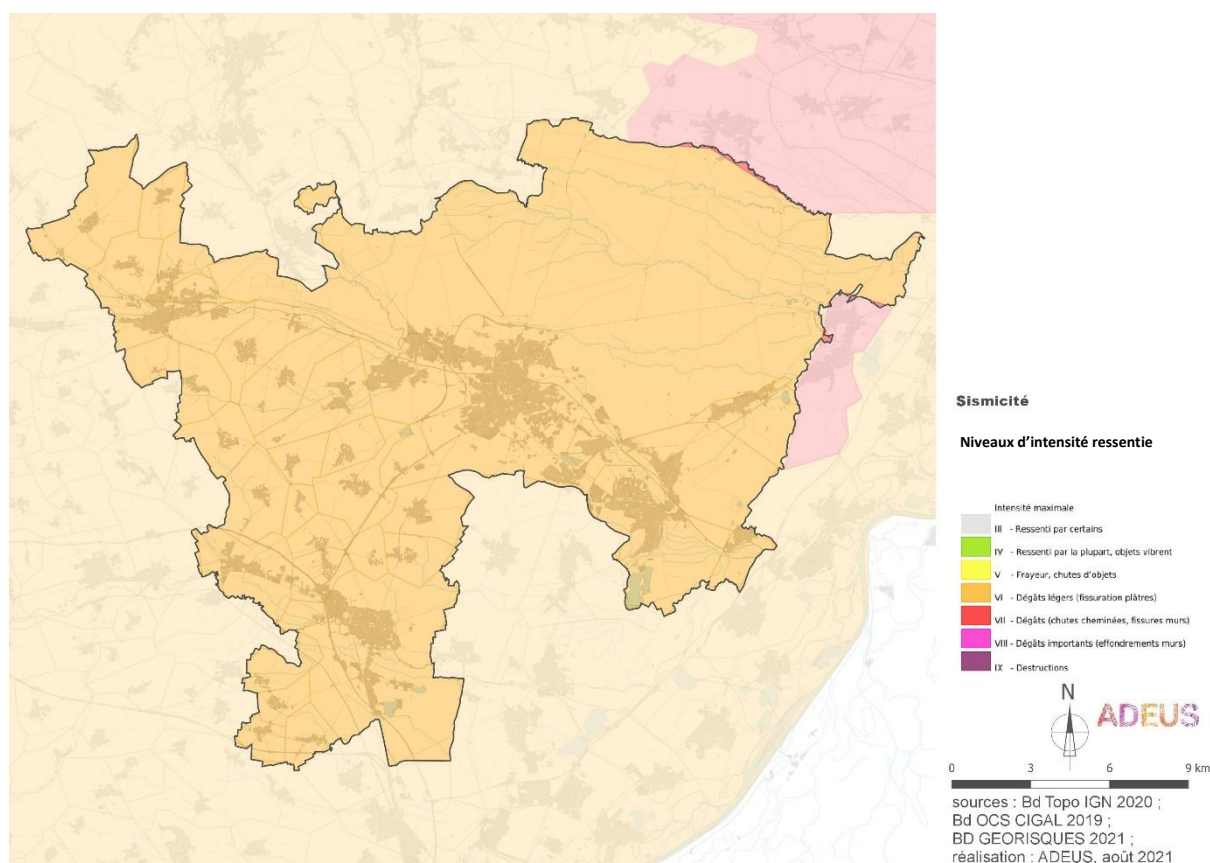 Sismicité
Niveaux d'intensité ressentie
Intensité maximale
III - Ressenti par certains
IV - Ressenti par la plupart, objets vibrent
V - Frayeur, chutes d'objets
VI - Dégâts légers (fissuration plâtres)
VII - Dégâts (chutes cheminées, fissures murs)
VIII - Dégâts importants (effondrements murs)
IX - Destructions
N
ADEUS
0 3 6 9 km
sources : Bd Topo IGN 2020 ;
Bd OCS CIGAL 2019 ;
BD GEORISQUES 2021 ;
réalisation : ADEUS, août 2021